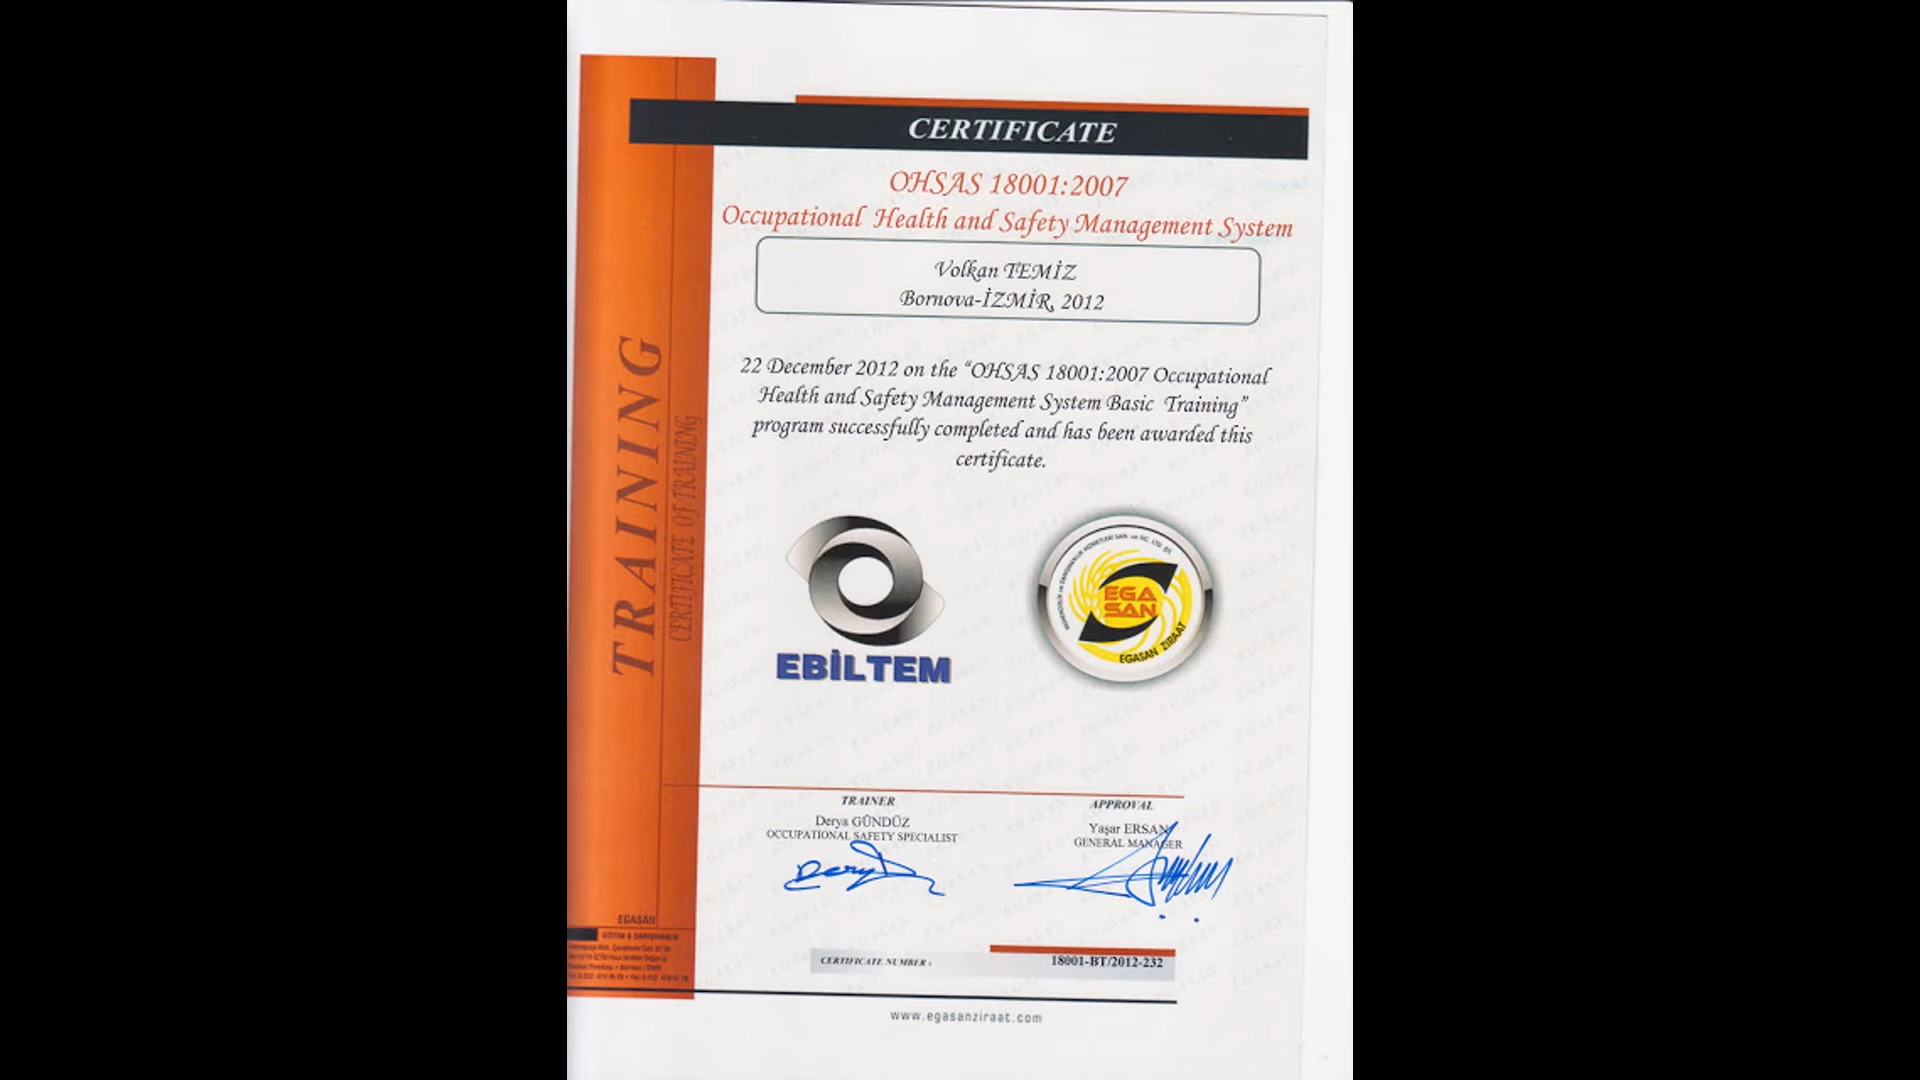 CERTIFICATE
OHSAS 18001:2007
Occupational Health and Safety Management System
Volkan TEMİZ
Bornova-İZMİR, 2012
22 December 2012 on the “OHSAS 18001:2007 Occupational
Health and Safety Management System Basic Training”
program successfully completed and has been awarded this
certificate.
TRAINING
CERTIFICATE OF TRAINING
EBİLTEM
EGA
SAN
EGASAN ZİRAAT
TRAINER
Derya GÜNDÜZ
OCCUPATIONAL SAFETY SPECIALIST
APPROVAL
Yaşar ERSAN
GENERAL MANAGER
EGASAN
EĞİTİM & DANIŞMANLIK
CERTIFICATE NUMBER :
18001-BT/2012-232
www.egasanziraat.com